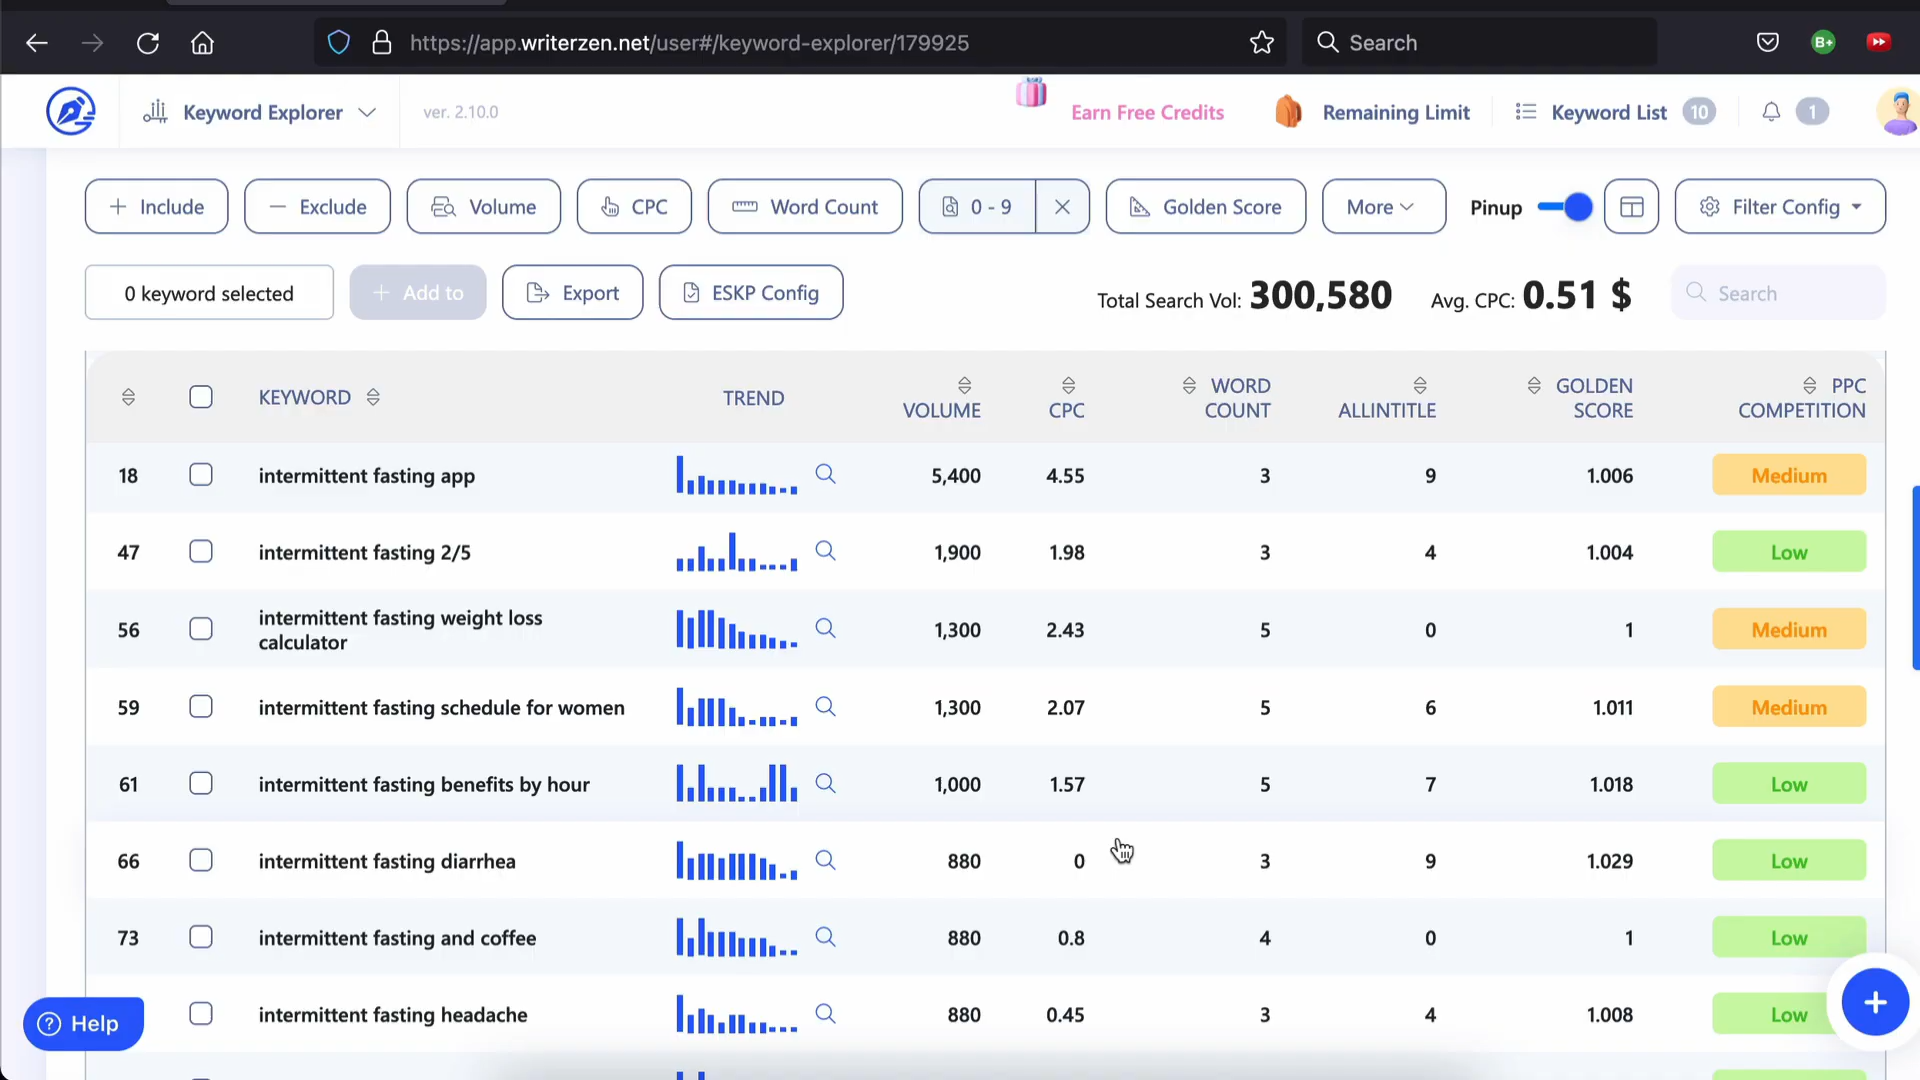 https://app.writerzen.net/user#/keyword-explorer/179925
Search
B+
Keyword Explorer
ver. 2.10.0
Earn Free Credits
Remaining Limit
Keyword List 10
1
+ Include
— Exclude
Volume
CPC
Word Count
0 - 9
Golden Score
More
Pinup
Filter Config
0 keyword selected
+ Add to
Export
ESKP Config
Total Search Vol: 300,580
Avg. CPC: 0.51 $
Search
KEYWORD
TREND
VOLUME
CPC
WORD
COUNT
ALLINTITLE
GOLDEN
SCORE
PPC
COMPETITION
18 intermittent fasting app 5,400 4.55 3 9 1.006 Medium
47 intermittent fasting 2/5 1,900 1.98 3 4 1.004 Low
56 intermittent fasting weight loss
calculator 1,300 2.43 5 0 1 Medium
59 intermittent fasting schedule for women 1,300 2.07 5 6 1.011 Medium
61 intermittent fasting benefits by hour 1,000 1.57 5 7 1.018 Low
66 intermittent fasting diarrhea 880 0 3 9 1.029 Low
73 intermittent fasting and coffee 880 0.8 4 0 1 Low
intermittent fasting headache 880 0.45 3 4 1.008 Low
? Help
+